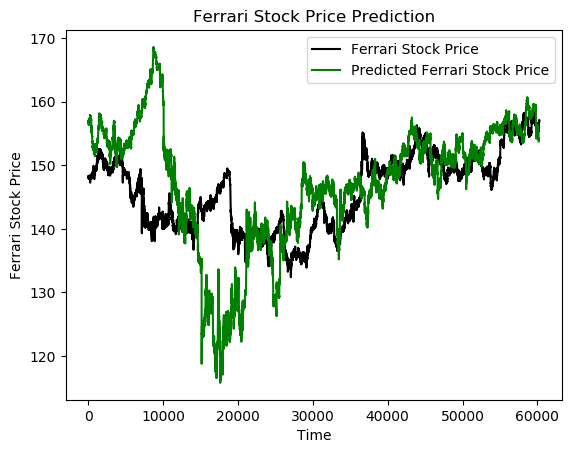 Ferrari Stock Price Prediction
Ferrari Stock Price
Predicted Ferrari Stock Price
Ferrari Stock Price
170
160
150
140
130
120
0
10000
20000
30000
40000
50000
60000
Time